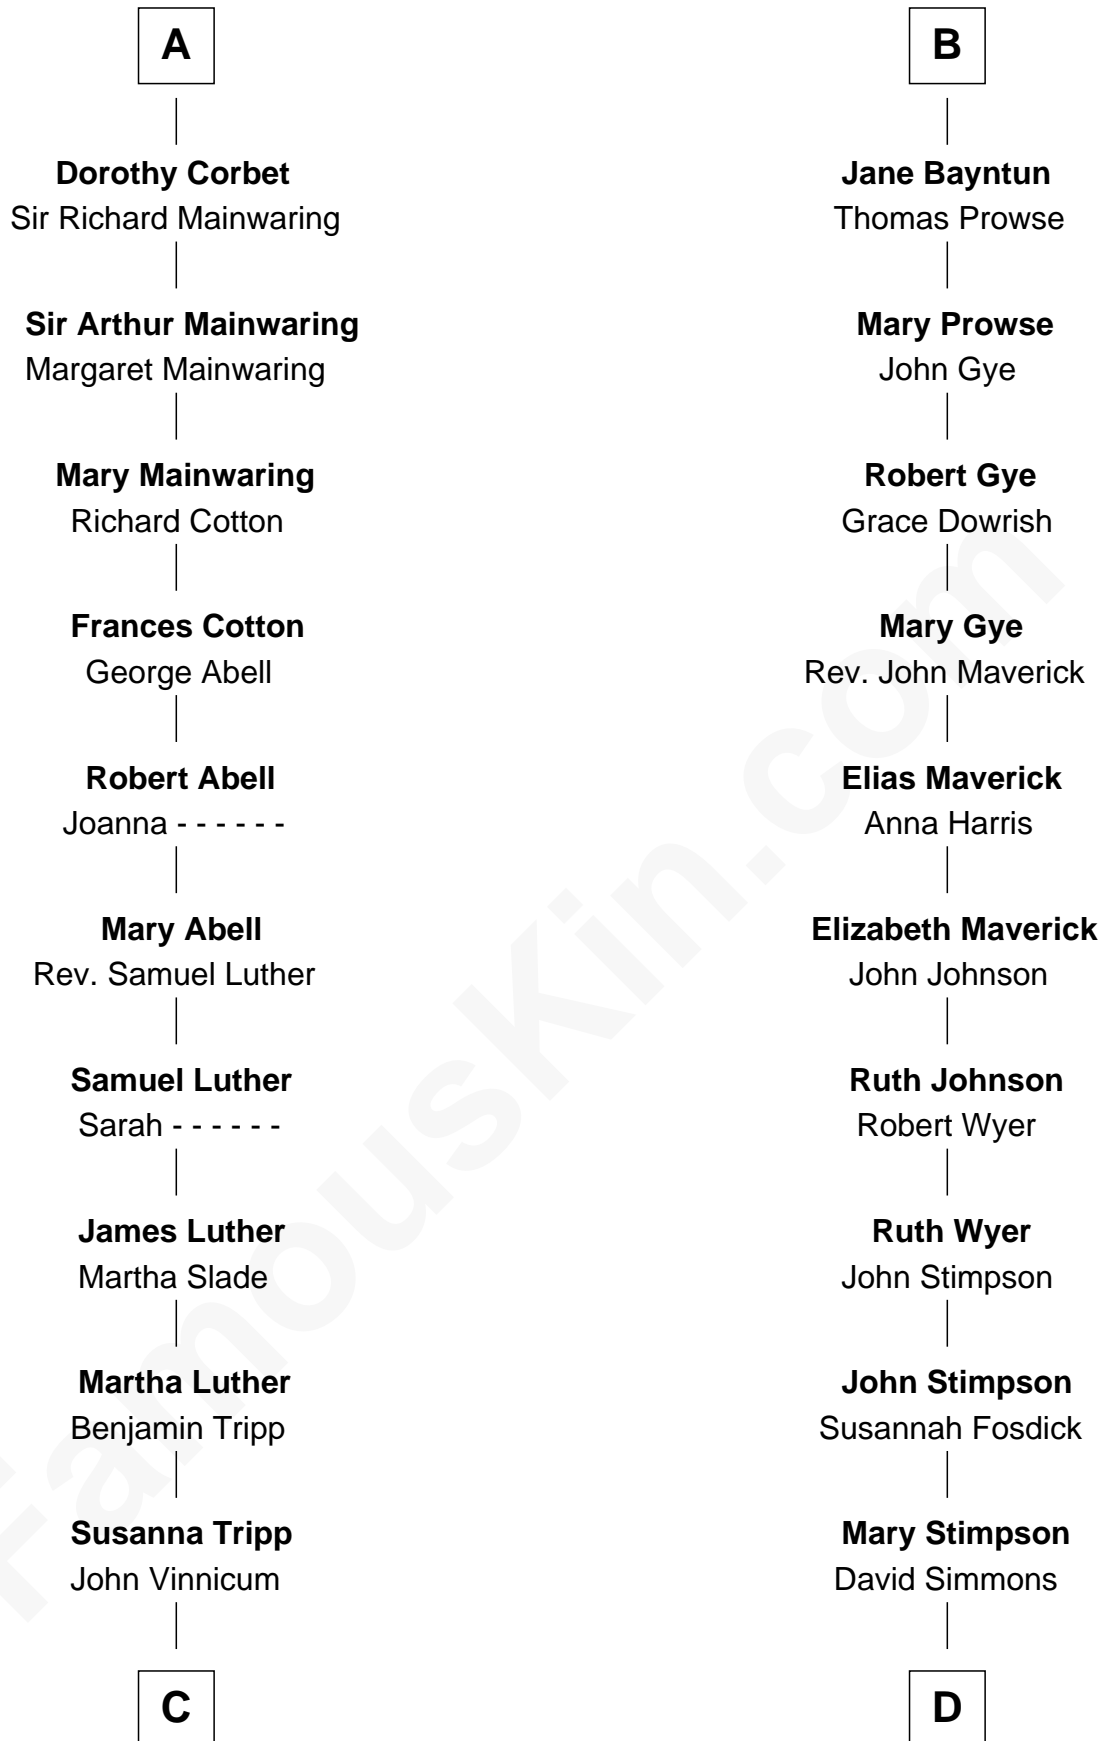 A
Dorothy Corbet
Sir Richard Mainwaring
Sir Arthur Mainwaring
Margaret Mainwaring
Mary Mainwaring
Richard Cotton
Frances Cotton
George Abell
Robert Abell
Joanna - - - - - -
Mary Abell
Rev. Samuel Luther
Samuel Luther
Sarah - - - - - -
James Luther
Martha Slade
Martha Luther
Benjamin Tripp
Susanna Tripp
John Vinnicum
C
B
Jane Bayntun
Thomas Prowse
Mary Prowse
John Gye
Robert Gye
Grace Dowrish
Mary Gye
Rev. John Maverick
Elias Maverick
Anna Harris
Elizabeth Maverick
John Johnson
Ruth Johnson
Robert Wyer
Ruth Wyer
John Stimpson
John Stimpson
Susannah Fosdick
Mary Stimpson
David Simmons
D
FamousKin.com